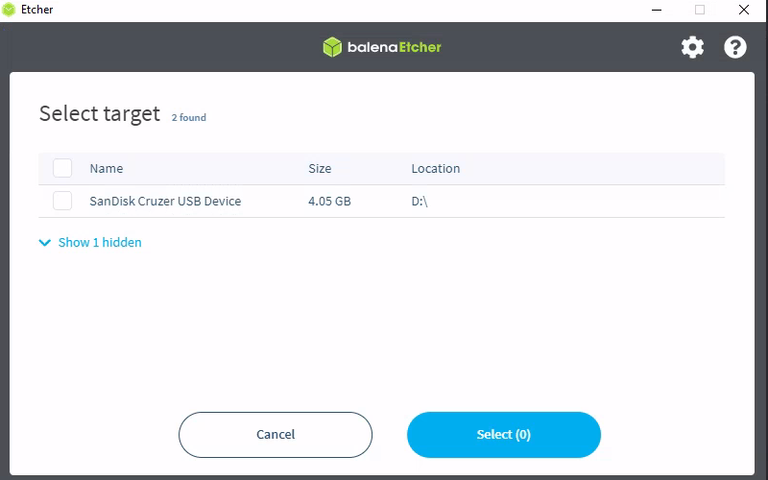 Etcher
balenaEtcher
Select target 2 found
Name Size Location
SanDisk Cruzer USB Device 4.05 GB D:\
Show 1 hidden
Cancel Select (0)